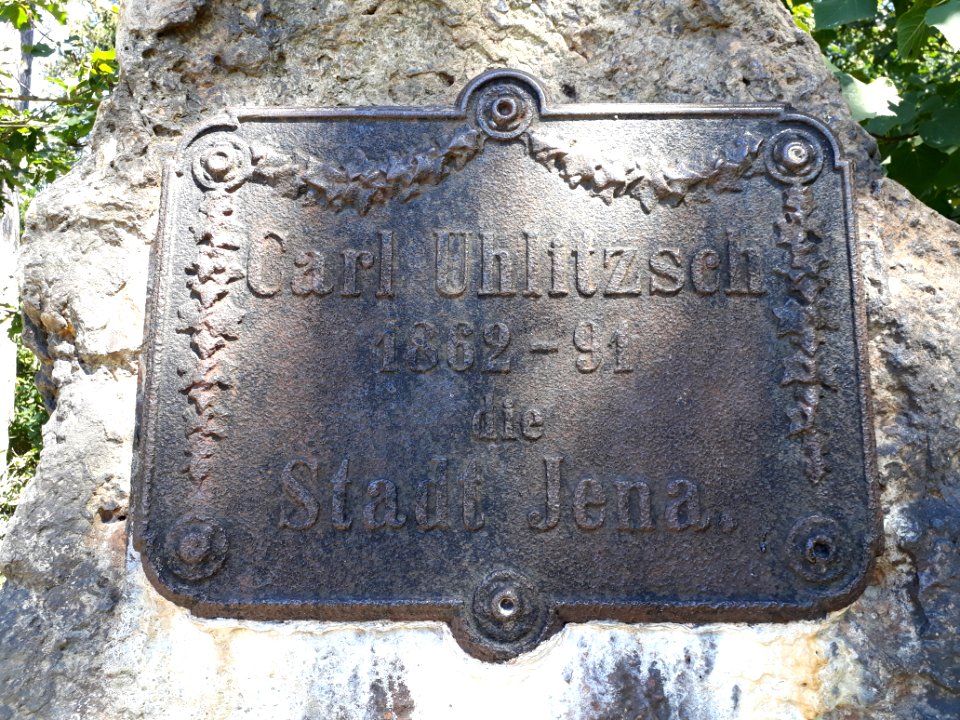 Carl Uhlitzsch
1862-91
die
Stadt Jena.